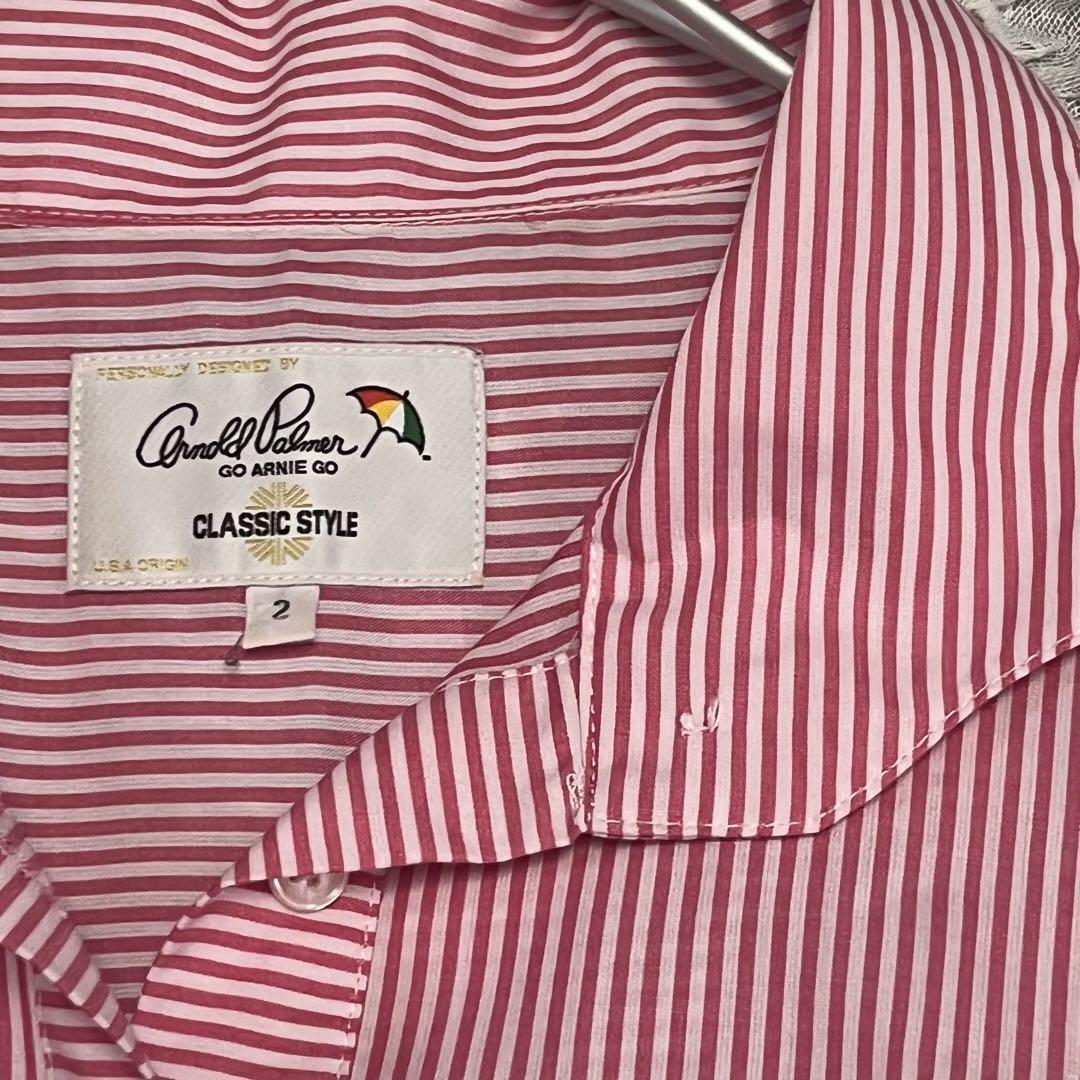 PERSONALLY DESIGNED BY
Arnold Palmer
GO ARNIE GO
CLASSIC STYLE
U.S.A ORIGIN
2